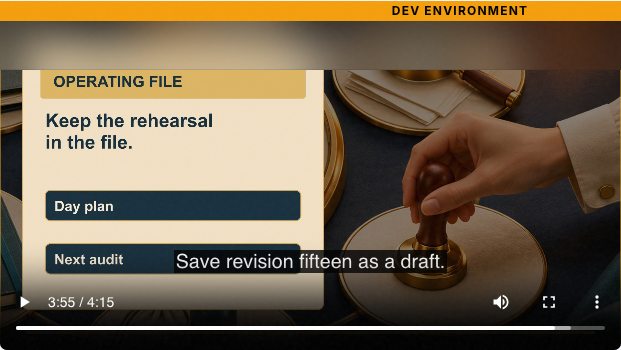 DEV ENVIRONMENT
OPERATING FILE
Keep the rehearsal
in the file.
Day plan
Next audit
Save revision fifteen as a draft.
3:55 / 4:15